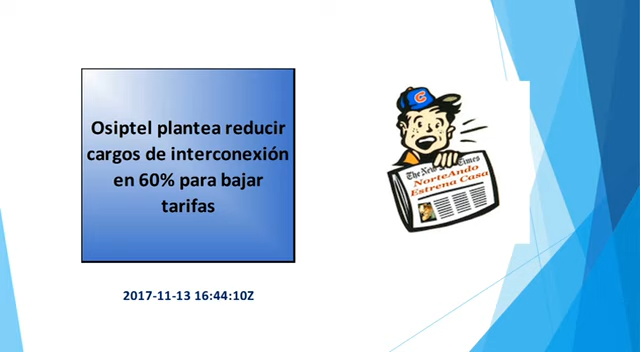 Osiptel plantea reducir
cargos de interconexión
en 60% para bajar
tarifas
2017-11-13 16:44:10Z
C
The New Times
NorteAndo
Estrena Casa